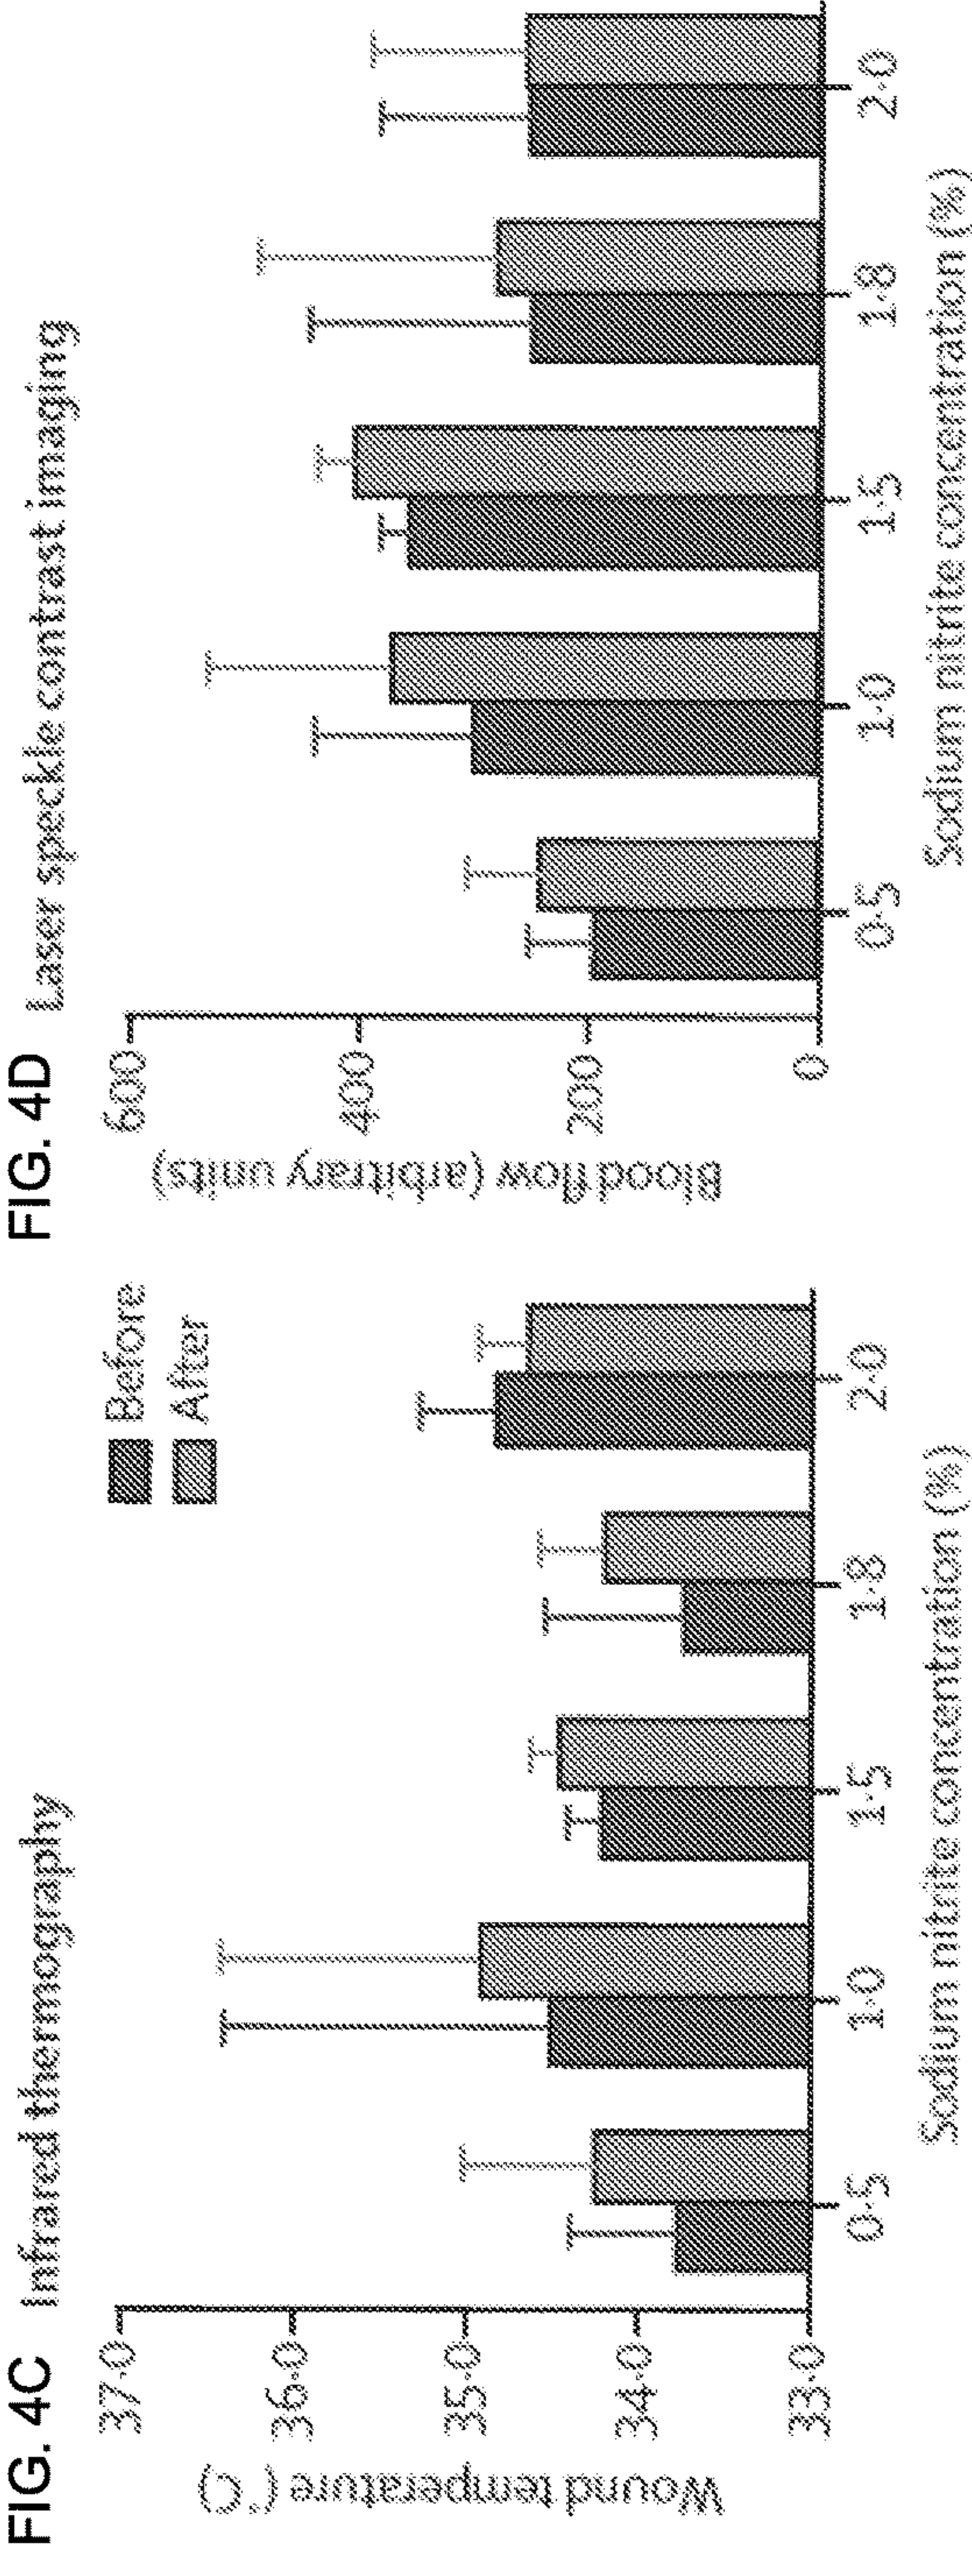 FIG. 4C
Infrared thermography
Before
After
Wound temperature (°C)
37·0
36·0
35·0
34·0
33·0
0·5
1·0
1·5
1·8
2·0
Sodium nitrite concentration (%)
FIG. 4D
Laser speckle contrast imaging
Blood flow (arbitrary units)
600
400
200
0
0·5
1·0
1·5
1·8
2·0
Sodium nitrite concentration (%)